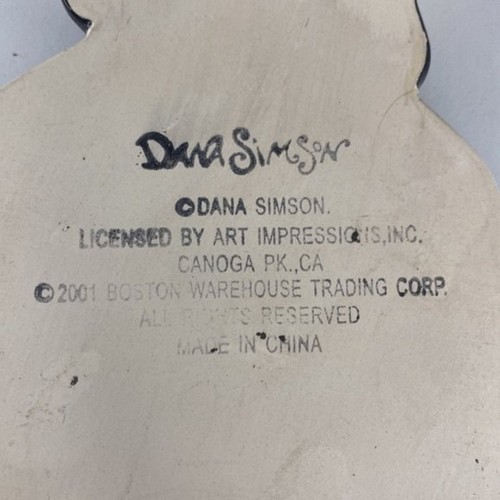 Dana Simson
©DANA SIMSON.
LICENSED BY ART IMPRESSIONS,INC.
CANOGA PK.,CA
©2001 BOSTON WAREHOUSE TRADING CORP.
ALL RIGHTS RESERVED
MADE IN CHINA